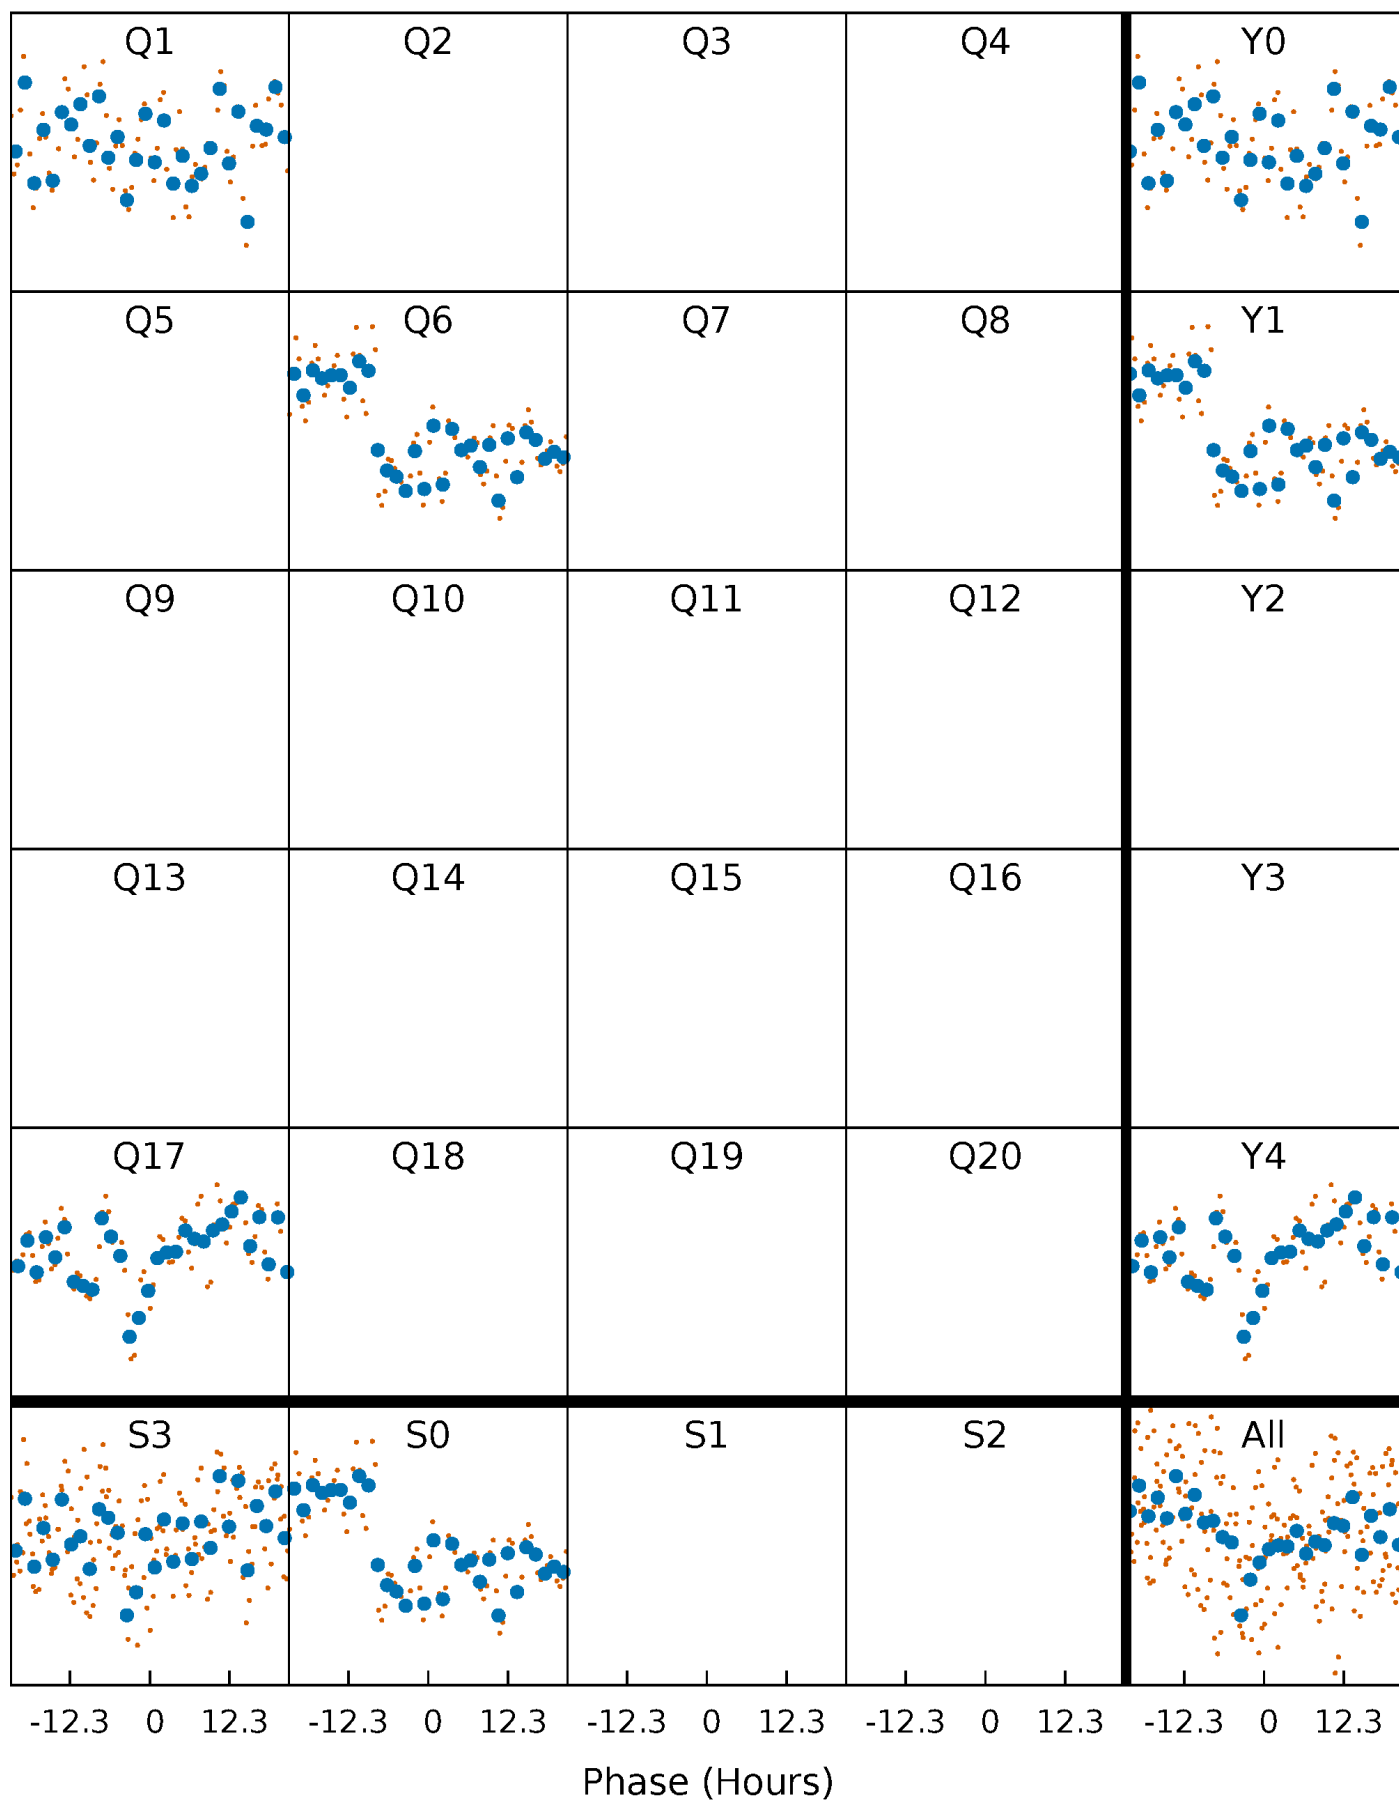 Q1 Q2 Q3 Q4 Y0
Q5 Q6 Q7 Q8 Y1
Q9 Q10 Q11 Q12 Y2
Q13 Q14 Q15 Q16 Y3
Q17 Q18 Q19 Q20 Y4
S3 S0 S1 S2 All
-12.3 0 12.3 -12.3 0 12.3 -12.3 0 12.3 -12.3 0 12.3 -12.3 0 12.3
Phase (Hours)